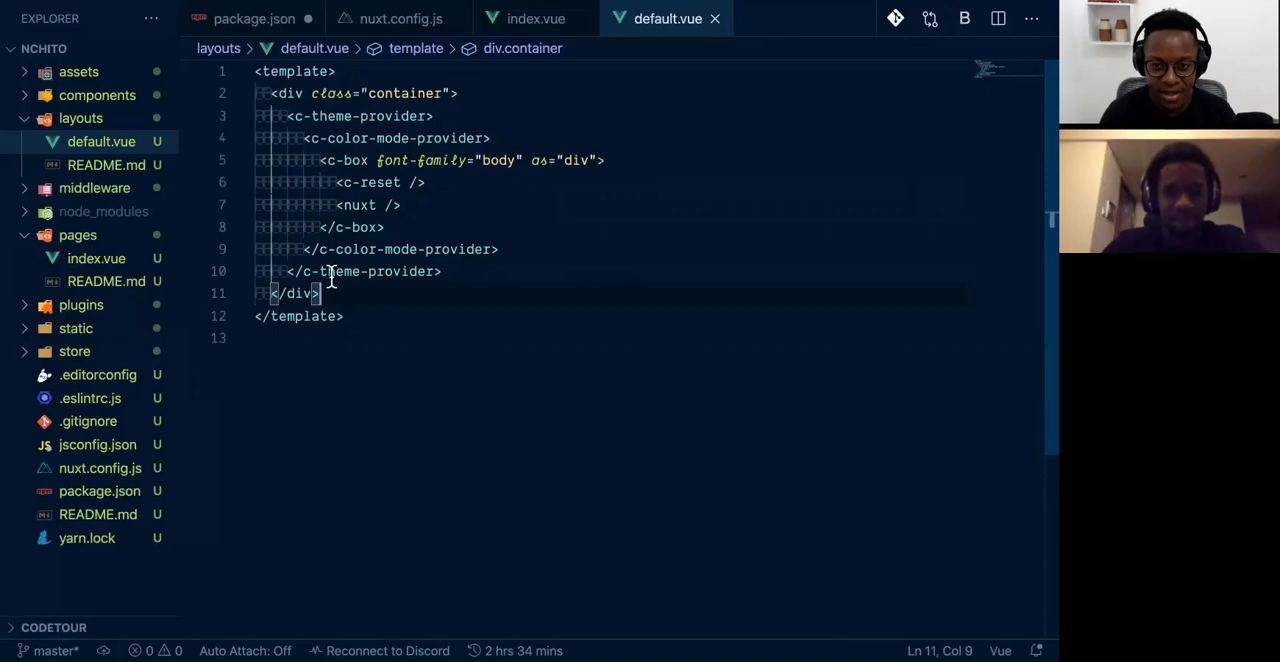 EXPLORER
package.json
nuxt.config.js
index.vue
default.vue
B
NCHITO
layouts > default.vue > template > div.container
assets
components
layouts
default.vue U
README.md U
middleware
node_modules
pages
index.vue U
README.md U
plugins
static
store
.editorconfig U
.eslintrc.js U
.gitignore U
JS jsconfig.json U
nuxt.config.js U
package.json U
README.md U
yarn.lock U
CODETOUR
1 <template>
2 <div class="container">
3 <c-theme-provider>
4 <c-color-mode-provider>
5 <c-box font-family="body" as="div">
6 <c-reset />
7 <nuxt />
8 </c-box>
9 </c-color-mode-provider>
10 </c-theme-provider>
11 </div>
12 </template>
13
T
master* 0 0 Auto Attach: Off Reconnect to Discord 2 hrs 34 mins Ln 11, Col 9 Vue